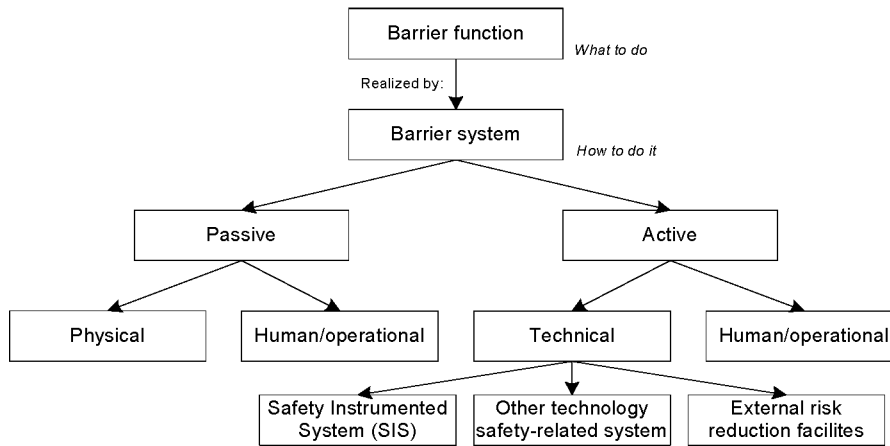 Barrier function
What to do
Realized by:
Barrier system
How to do it
Passive
Active
Physical
Human/operational
Technical
Human/operational
Safety Instrumented
System (SIS)
Other technology
safety-related system
External risk
reduction facilites